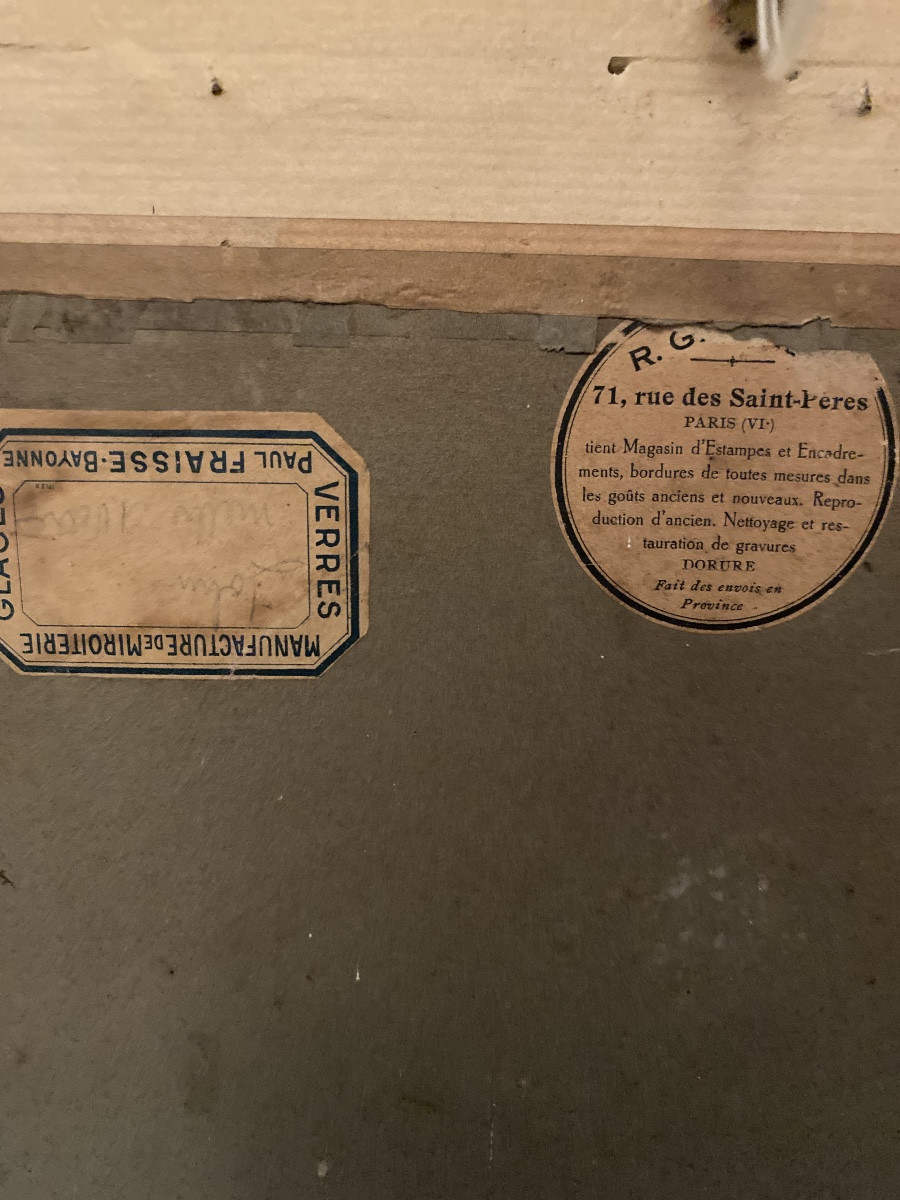 PAUL FRAISSE·BAYONNE
VERRES
MANUFACTURE DE MIROITERIE
GLACES
R. G.
71, rue des Saint-Peres
PARIS (VIᵉ)
tient Magasin d'Estampes et Encadre-
ments, bordures de toutes mesures dans
les goûts anciens et nouveaux. Repro-
duction d'ancien. Nettoyage et res-
tauration de gravures
DORURE
Fait des envois en
Province